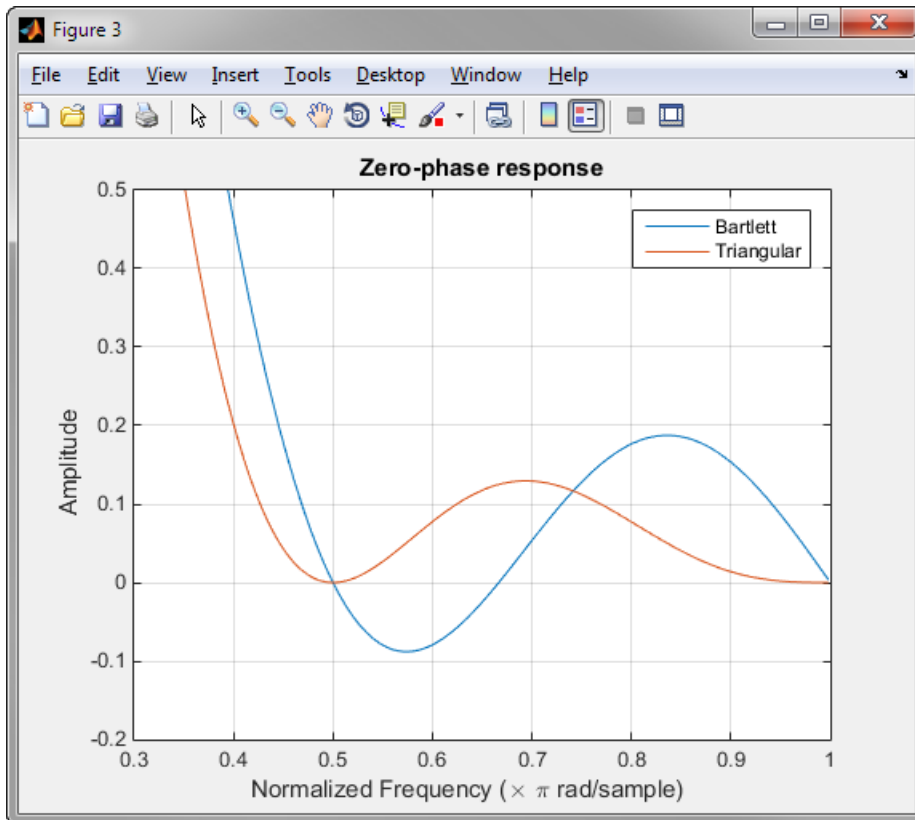 Figure 3
File Edit View Insert Tools Desktop Window Help
Zero-phase response
Bartlett
Triangular
0.5
0.4
0.3
0.2
0.1
0
-0.1
-0.2
Amplitude
0.3 0.4 0.5 0.6 0.7 0.8 0.9 1
Normalized Frequency (× π rad/sample)